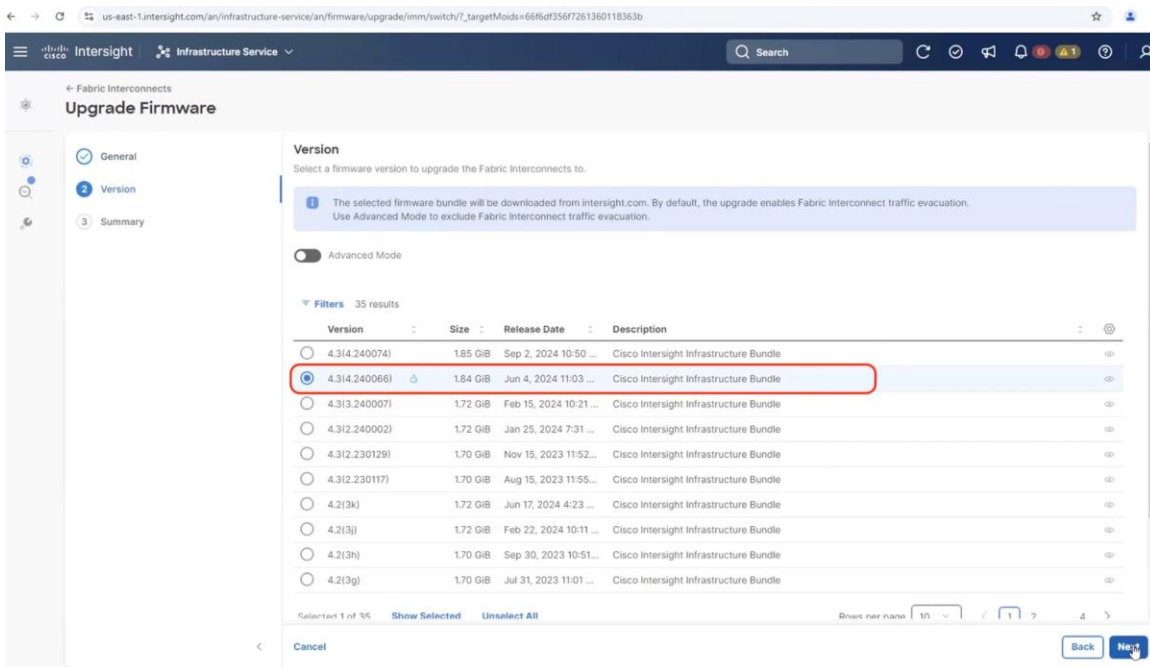 us-east-1.intersight.com/an/infrastructure-service/an/firmware/upgrade/imm/switch/?_targetMoids=66f6df356f7261360118363b
cisco Intersight Infrastructure Service Search 0 1
← Fabric Interconnects
Upgrade Firmware
General
2 Version
3 Summary
Version
Select a firmware version to upgrade the Fabric Interconnects to.
The selected firmware bundle will be downloaded from intersight.com. By default, the upgrade enables Fabric Interconnect traffic evacuation.
Use Advanced Mode to exclude Fabric Interconnect traffic evacuation.
Advanced Mode
Filters 35 results
Version Size Release Date Description
4.3(4.240074) 1.85 GiB Sep 2, 2024 10:50 ... Cisco Intersight Infrastructure Bundle
4.3(4.240066) 1.84 GiB Jun 4, 2024 11:03 ... Cisco Intersight Infrastructure Bundle
4.3(3.240007) 1.72 GiB Feb 15, 2024 10:21 ... Cisco Intersight Infrastructure Bundle
4.3(2.240002) 1.72 GiB Jan 25, 2024 7:31 ... Cisco Intersight Infrastructure Bundle
4.3(2.230129) 1.70 GiB Nov 15, 2023 11:52... Cisco Intersight Infrastructure Bundle
4.3(2.230117) 1.70 GiB Aug 15, 2023 11:55... Cisco Intersight Infrastructure Bundle
4.2(3k) 1.72 GiB Jun 17, 2024 4:23 ... Cisco Intersight Infrastructure Bundle
4.2(3j) 1.72 GiB Feb 22, 2024 10:11 ... Cisco Intersight Infrastructure Bundle
4.2(3h) 1.70 GiB Sep 30, 2023 10:51... Cisco Intersight Infrastructure Bundle
4.2(3g) 1.70 GiB Jul 31, 2023 11:01 ... Cisco Intersight Infrastructure Bundle
Selected 1 of 35 Show Selected Unselect All Rows per page 10 1 2 4
Cancel Back Next